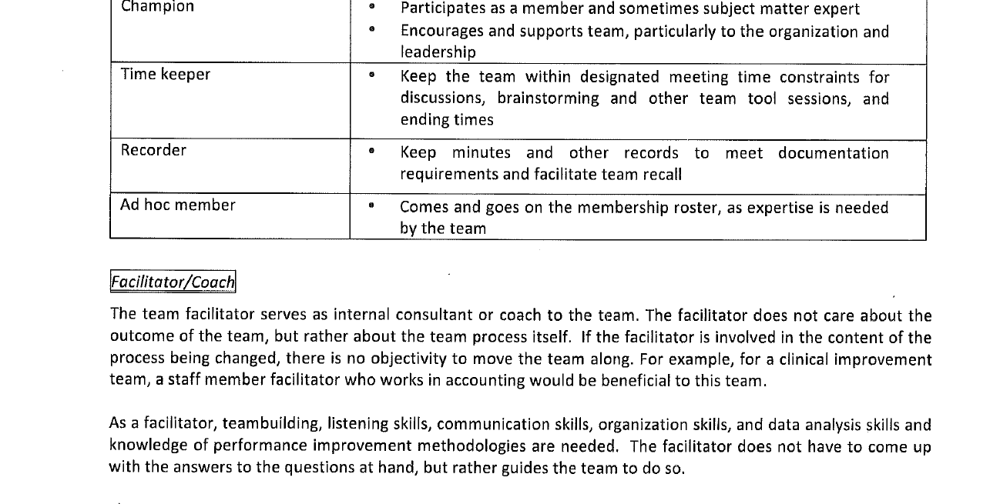 Champion
• Participates as a member and sometimes subject matter expert
• Encourages and supports team, particularly to the organization and
leadership
Time keeper
• Keep the team within designated meeting time constraints for
discussions, brainstorming and other team tool sessions, and
ending times
Recorder
• Keep minutes and other records to meet documentation
requirements and facilitate team recall
Ad hoc member
• Comes and goes on the membership roster, as expertise is needed
by the team
Facilitator/Coach
The team facilitator serves as internal consultant or coach to the team. The facilitator does not care about the
outcome of the team, but rather about the team process itself. If the facilitator is involved in the content of the
process being changed, there is no objectivity to move the team along. For example, for a clinical improvement
team, a staff member facilitator who works in accounting would be beneficial to this team.
As a facilitator, teambuilding, listening skills, communication skills, organization skills, and data analysis skills and
knowledge of performance improvement methodologies are needed. The facilitator does not have to come up
with the answers to the questions at hand, but rather guides the team to do so.